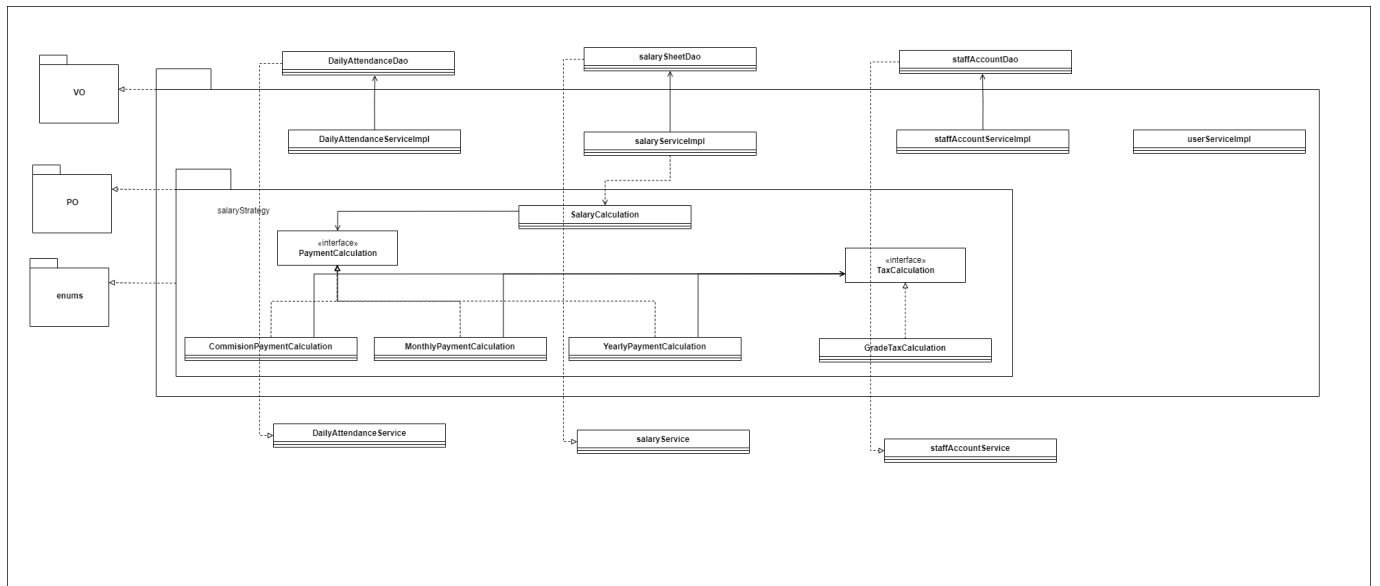 DailyAttendanceDao
salarySheetDao
staffAccountDao
VO
DailyAttendanceServiceImpl
salaryServiceImpl
staffAccountServiceImpl
userServiceImpl
PO
salaryStrategy
SalaryCalculation
«interface»
PaymentCalculation
«interface»
TaxCalculation
enums
CommisionPaymentCalculation
MonthlyPaymentCalculation
YearlyPaymentCalculation
GradeTaxCalculation
DailyAttendanceService
salaryService
staffAccountService